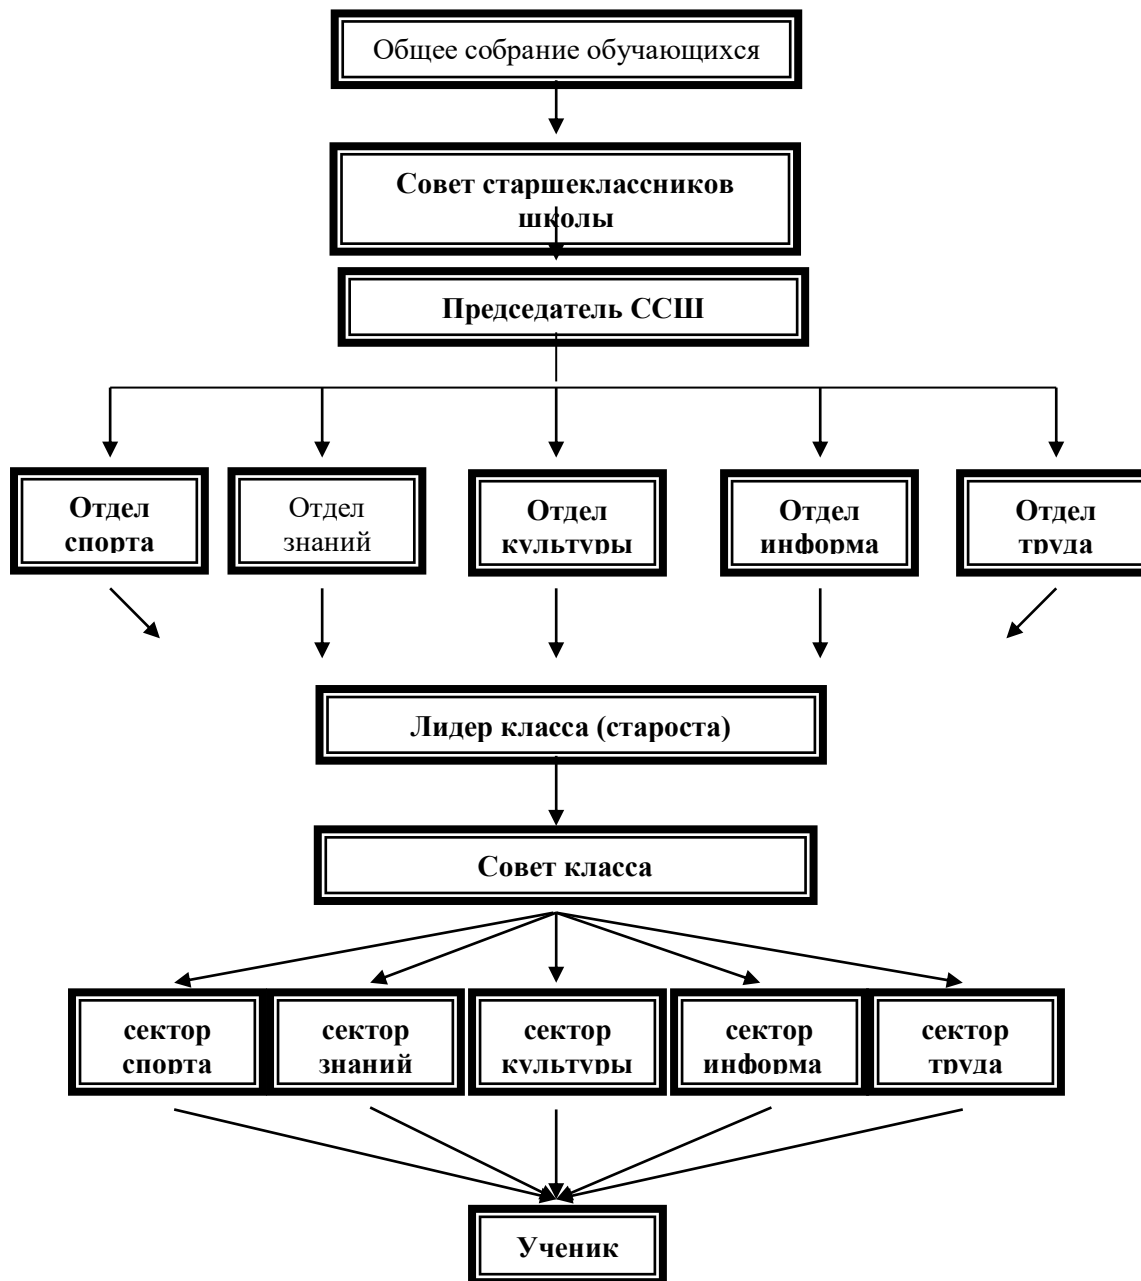 Общее собрание обучающихся
Совет старшеклассников
школы
Председатель ССШ
Отдел
спорта
Отдел
знаний
Отдел
культуры
Отдел
информа
Отдел
труда
Лидер класса (староста)
Совет класса
сектор
спорта
сектор
знаний
сектор
культуры
сектор
информа
сектор
труда
Ученик